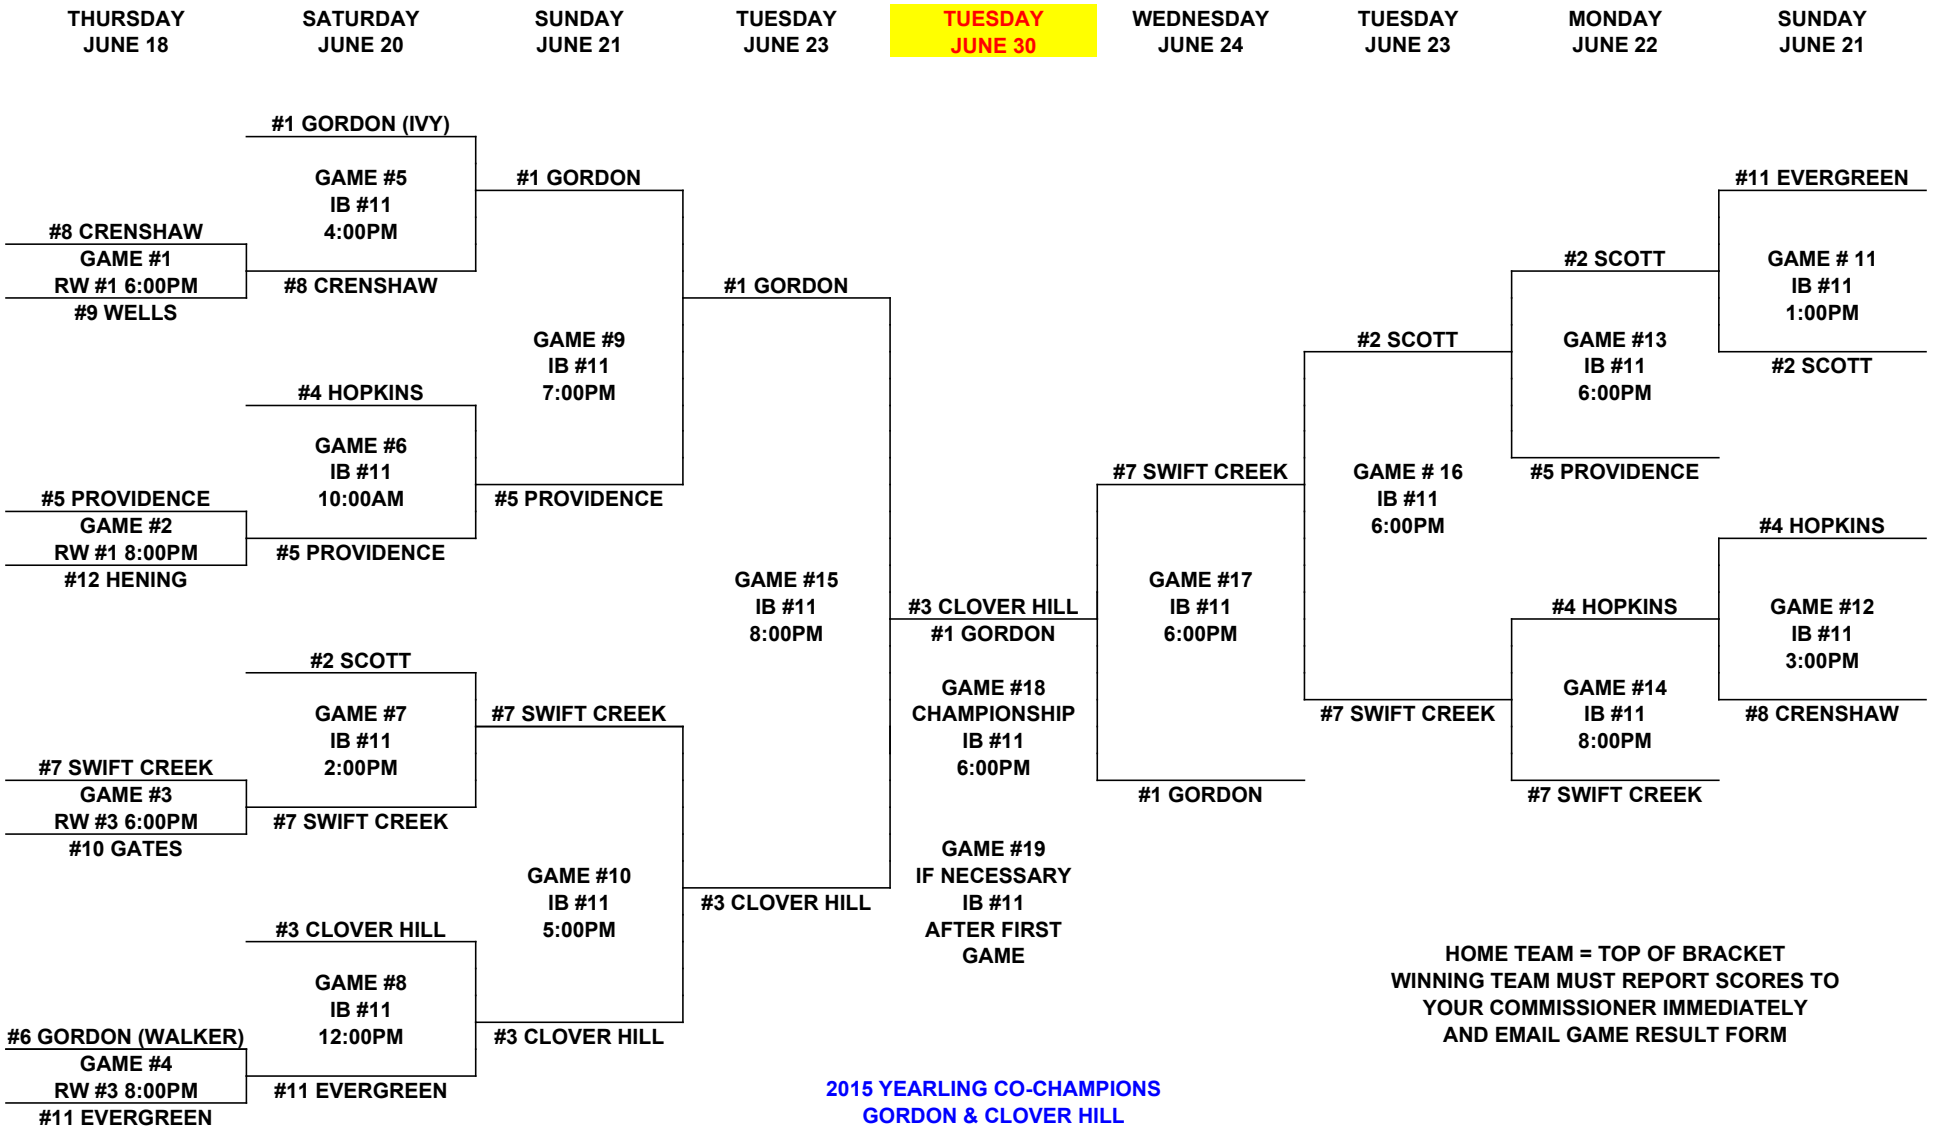 THURSDAY
JUNE 18
SATURDAY
JUNE 20
SUNDAY
JUNE 21
TUESDAY
JUNE 23
TUESDAY
JUNE 30
WEDNESDAY
JUNE 24
TUESDAY
JUNE 23
MONDAY
JUNE 22
SUNDAY
JUNE 21
#8 CRENSHAW
GAME #1
RW #1 6:00PM
#9 WELLS
#5 PROVIDENCE
GAME #2
RW #1 8:00PM
#12 HENING
#7 SWIFT CREEK
GAME #3
RW #3 6:00PM
#10 GATES
#6 GORDON (WALKER)
GAME #4
RW #3 8:00PM
#11 EVERGREEN
#1 GORDON (IVY)
GAME #5
IB #11
4:00PM
#8 CRENSHAW
#4 HOPKINS
GAME #6
IB #11
10:00AM
#5 PROVIDENCE
#2 SCOTT
GAME #7
IB #11
2:00PM
#7 SWIFT CREEK
#3 CLOVER HILL
GAME #8
IB #11
12:00PM
#11 EVERGREEN
#1 GORDON
GAME #9
IB #11
7:00PM
#5 PROVIDENCE
#7 SWIFT CREEK
GAME #10
IB #11
5:00PM
#3 CLOVER HILL
#1 GORDON
GAME #15
IB #11
8:00PM
#3 CLOVER HILL
#3 CLOVER HILL
#1 GORDON
GAME #18
CHAMPIONSHIP
IB #11
6:00PM
GAME #19
IF NECESSARY
IB #11
AFTER FIRST
GAME
#7 SWIFT CREEK
GAME #17
IB #11
6:00PM
#1 GORDON
#2 SCOTT
GAME # 16
IB #11
6:00PM
#7 SWIFT CREEK
#2 SCOTT
GAME #13
IB #11
6:00PM
#5 PROVIDENCE
#4 HOPKINS
GAME #14
IB #11
8:00PM
#7 SWIFT CREEK
#11 EVERGREEN
GAME # 11
IB #11
1:00PM
#2 SCOTT
#4 HOPKINS
GAME #12
IB #11
3:00PM
#8 CRENSHAW
HOME TEAM = TOP OF BRACKET
WINNING TEAM MUST REPORT SCORES TO
YOUR COMMISSIONER IMMEDIATELY
AND EMAIL GAME RESULT FORM
2015 YEARLING CO-CHAMPIONS
GORDON & CLOVER HILL